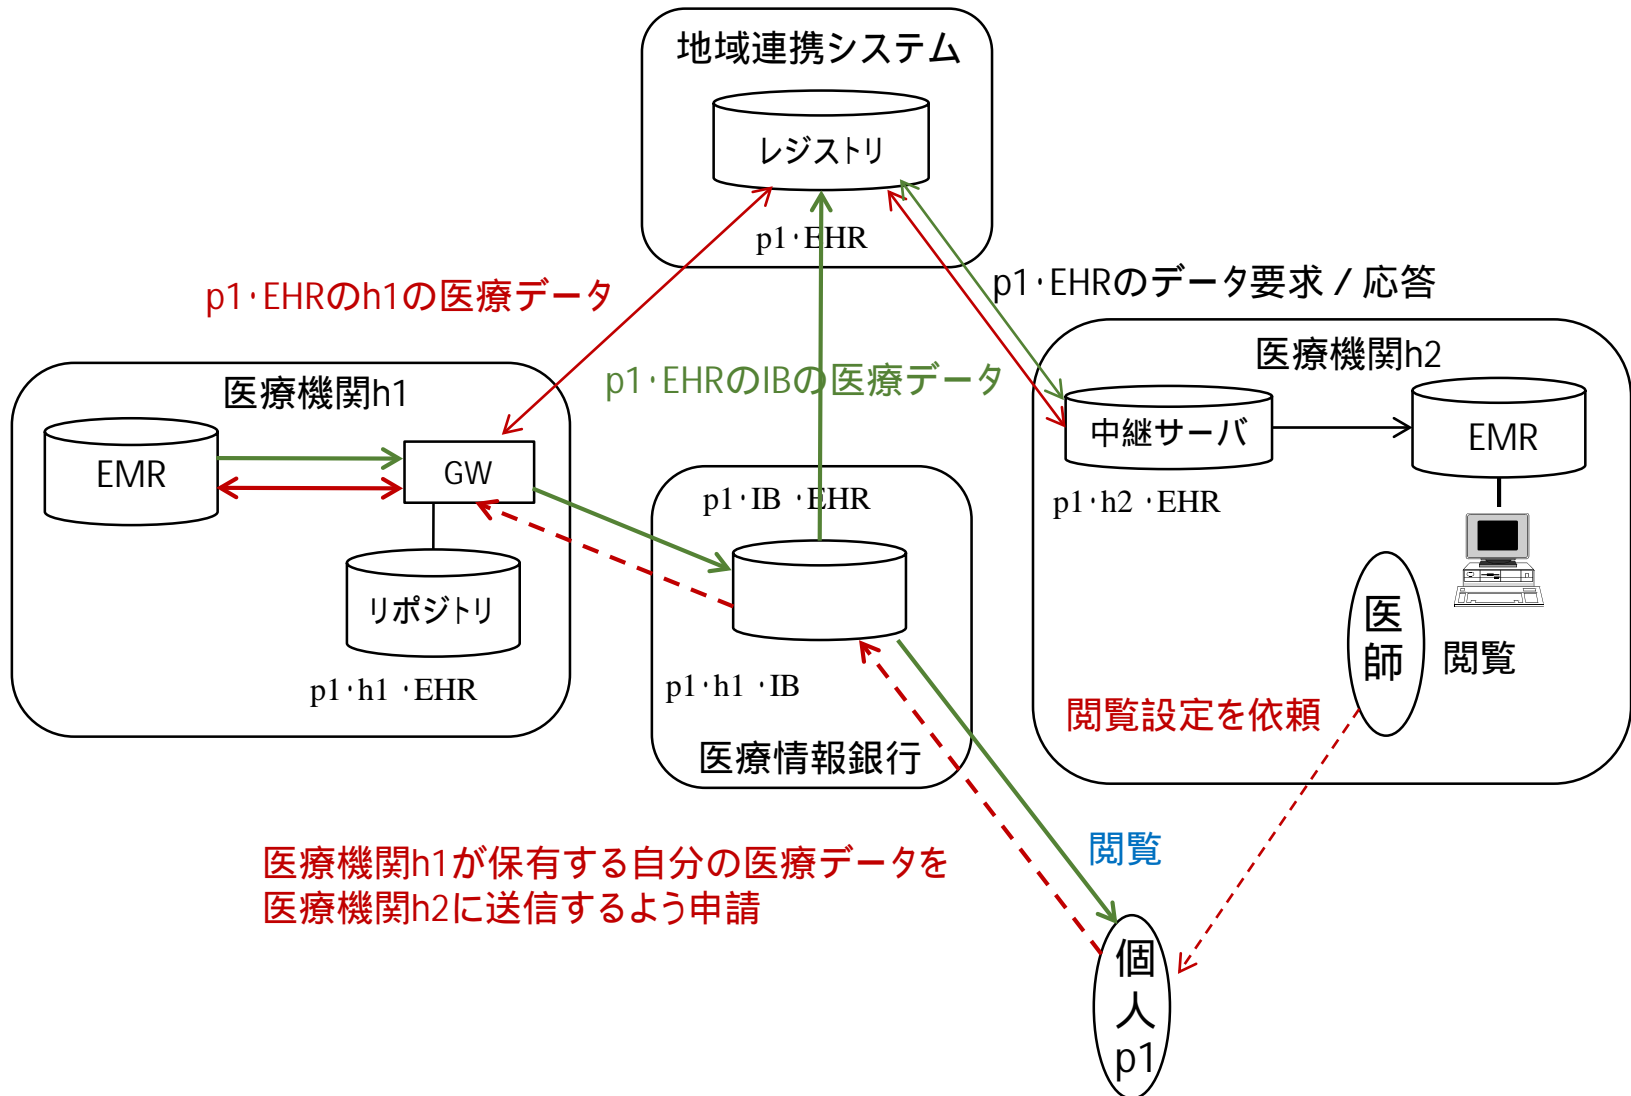 地域連携システム
レジストリ
p1・EHR
p1・EHRのh1の医療データ
p1・EHRのデータ要求 / 応答
p1・EHRのIBの医療データ
医療機関h1
EMR
GW
リポジトリ
p1・h1・EHR
p1・IB・EHR
p1・h1・IB
医療情報銀行
医療機関h2
中継サーバ
EMR
p1・h2・EHR
医師
閲覧
閲覧設定を依頼
閲覧
医療機関h1が保有する自分の医療データを
医療機関h2に送信するよう申請
個人
p1